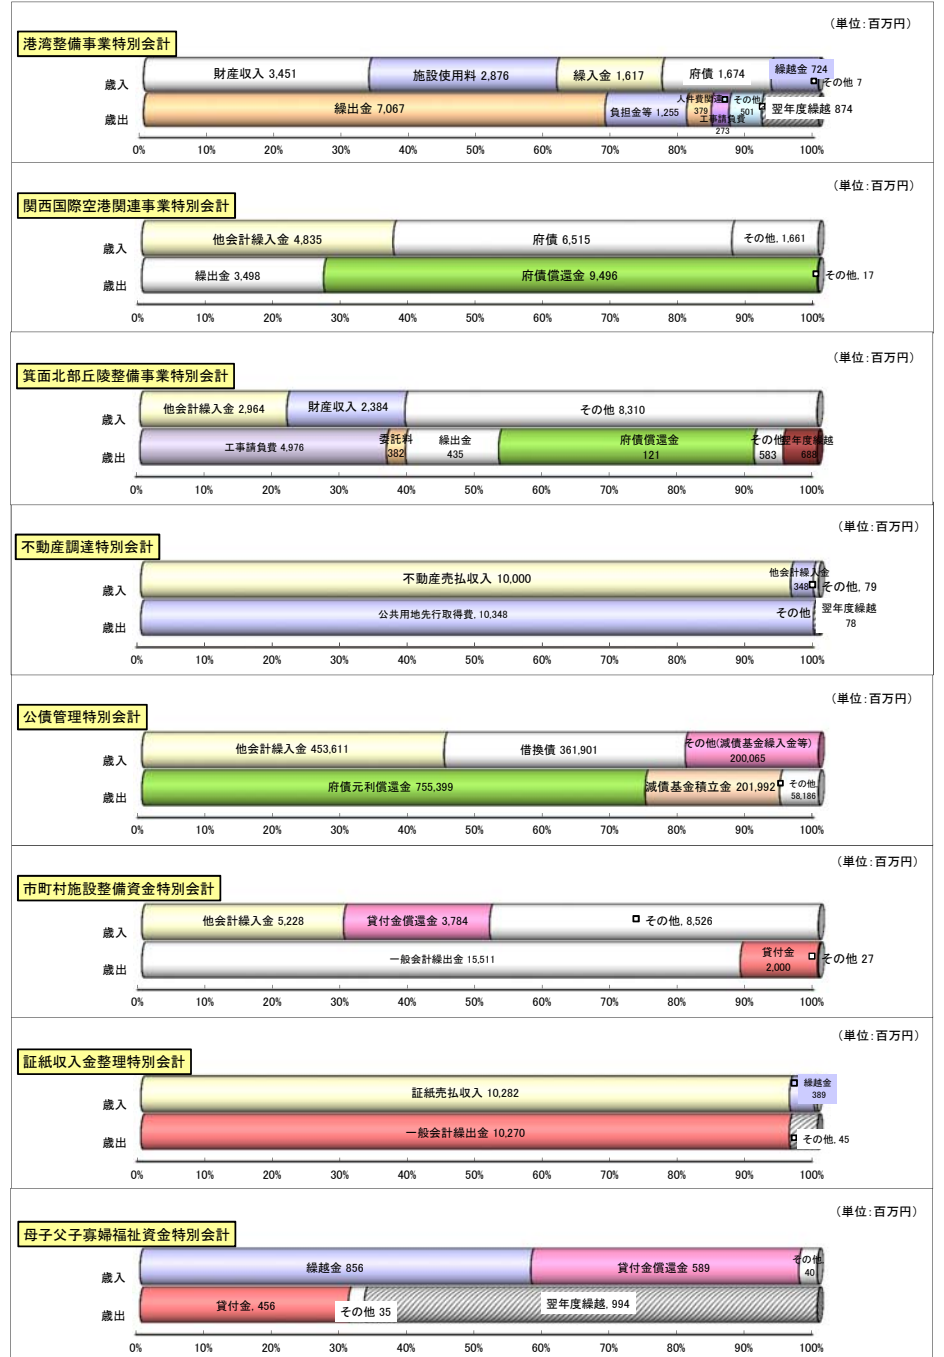 （単位：百万円）
港湾整備事業特別会計
歳入
財産収入 3,451
施設使用料 2,876
繰入金 1,617
府債 1,674
繰越金 724
その他 7
歳出
繰出金 7,067
負担金等 1,255
人件費関連
379
工事請負費
273
その他
501
翌年度繰越 874
0% 10% 20% 30% 40% 50% 60% 70% 80% 90% 100%
（単位：百万円）
関西国際空港関連事業特別会計
歳入
他会計繰入金 4,835
府債 6,515
その他, 1,661
歳出
繰出金 3,498
府債償還金 9,496
その他, 17
0% 10% 20% 30% 40% 50% 60% 70% 80% 90% 100%
（単位：百万円）
箕面北部丘陵整備事業特別会計
歳入
他会計繰入金 2,964
財産収入 2,384
その他 8,310
歳出
工事請負費 4,976
委託料
382
繰出金
435
府債償還金
121
その他
583
翌年度繰越
688
0% 10% 20% 30% 40% 50% 60% 70% 80% 90% 100%
（単位：百万円）
不動産調達特別会計
歳入
不動産売払収入 10,000
他会計繰入金
348
その他, 79
歳出
公共用地先行取得費, 10,348
その他
翌年度繰越
78
0% 10% 20% 30% 40% 50% 60% 70% 80% 90% 100%
（単位：百万円）
公債管理特別会計
歳入
他会計繰入金 453,611
借換債 361,901
その他(減債基金繰入金等)
200,065
歳出
府債元利償還金 755,399
減債基金積立金 201,992
その他,
58,186
0% 10% 20% 30% 40% 50% 60% 70% 80% 90% 100%
（単位：百万円）
市町村施設整備資金特別会計
歳入
他会計繰入金 5,228
貸付金償還金 3,784
その他, 8,526
歳出
一般会計繰出金 15,511
貸付金
2,000
その他 27
0% 10% 20% 30% 40% 50% 60% 70% 80% 90% 100%
（単位：百万円）
証紙収入金整理特別会計
歳入
証紙売払収入 10,282
繰越金
389
歳出
一般会計繰出金 10,270
その他, 45
0% 10% 20% 30% 40% 50% 60% 70% 80% 90% 100%
（単位：百万円）
母子父子寡婦福祉資金特別会計
歳入
繰越金 856
貸付金償還金 589
その他,
40
歳出
貸付金, 456
その他 35
翌年度繰越, 994
0% 10% 20% 30% 40% 50% 60% 70% 80% 90% 100%